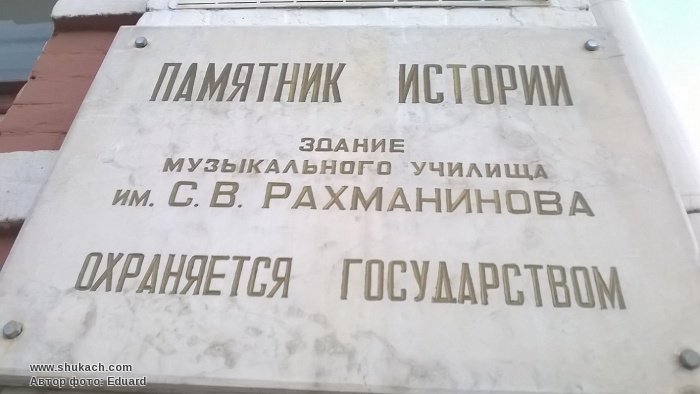 ПАМЯТНИК ИСТОРИИ
ЗДАНИЕ
МУЗЫКАЛЬНОГО УЧИЛИЩА
ИМ. С. В. РАХМАНИНОВА
ОХРАНЯЕТСЯ ГОСУДАРСТВОМ
www.shukach.com
Автор фото: Eduard